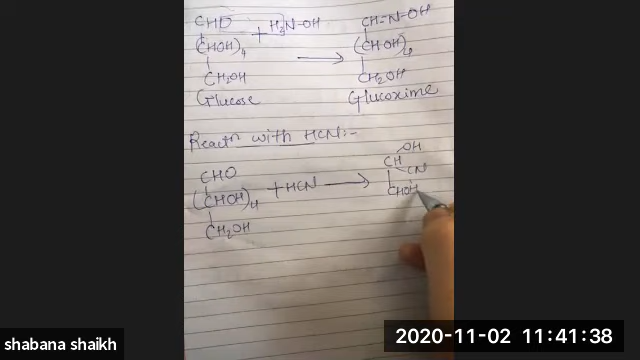 CHO
(CHOH)4 + H2N-OH → CH=N-OH
(CHOH)4
CH2OH
CH2OH
Glucose
Glucoxime
Reactn with HCN:-
CHO
(CHOH)4 + HCN → CH OH
CN
CHOH
CH2OH
shabana shaikh
2020-11-02 11:41:38